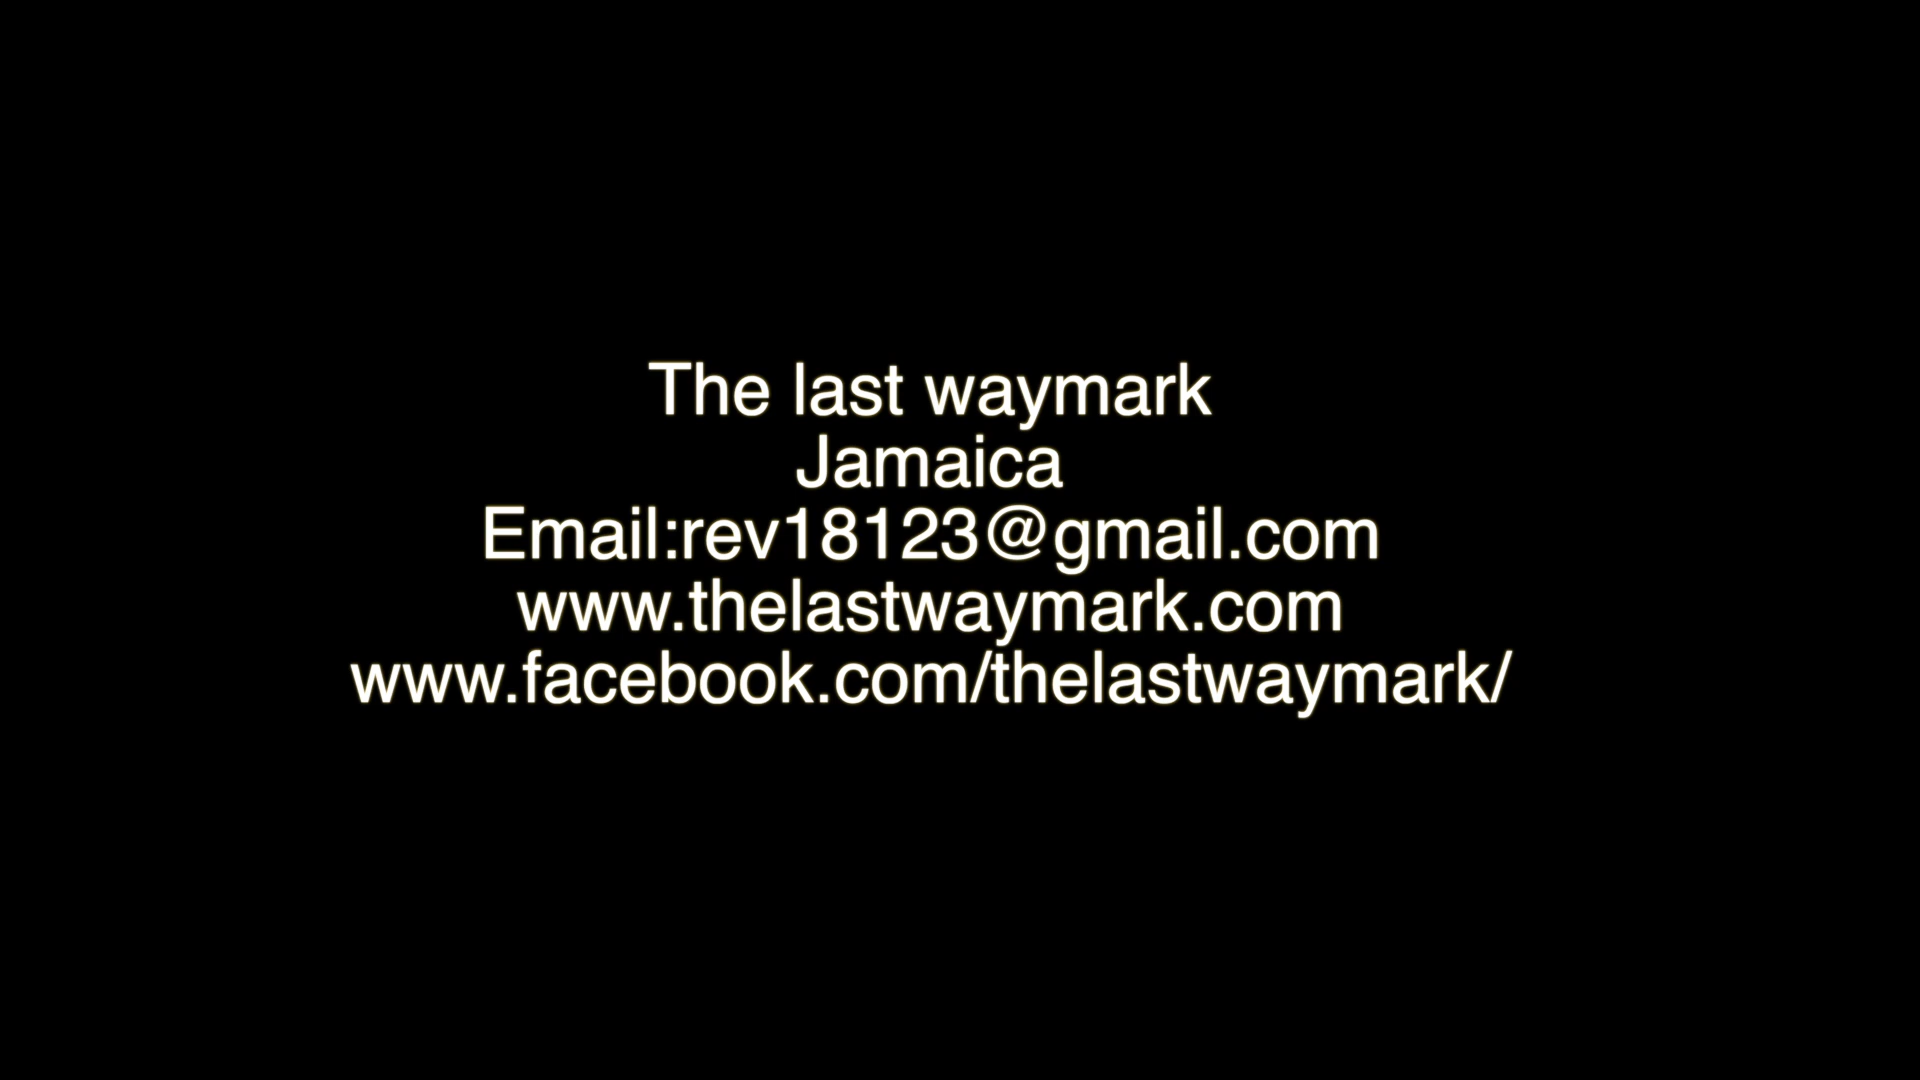 The last waymark
Jamaica
Email:rev18123@gmail.com
www.thelastwaymark.com
www.facebook.com/thelastwaymark/